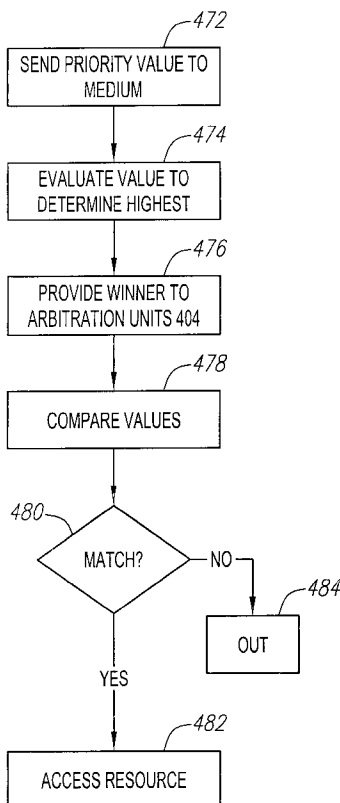 472
SEND PRIORITY VALUE TO
MEDIUM
474
EVALUATE VALUE TO
DETERMINE HIGHEST
476
PROVIDE WINNER TO
ARBITRATION UNITS 404
478
COMPARE VALUES
480
MATCH?
NO
484
OUT
YES
482
ACCESS RESOURCE